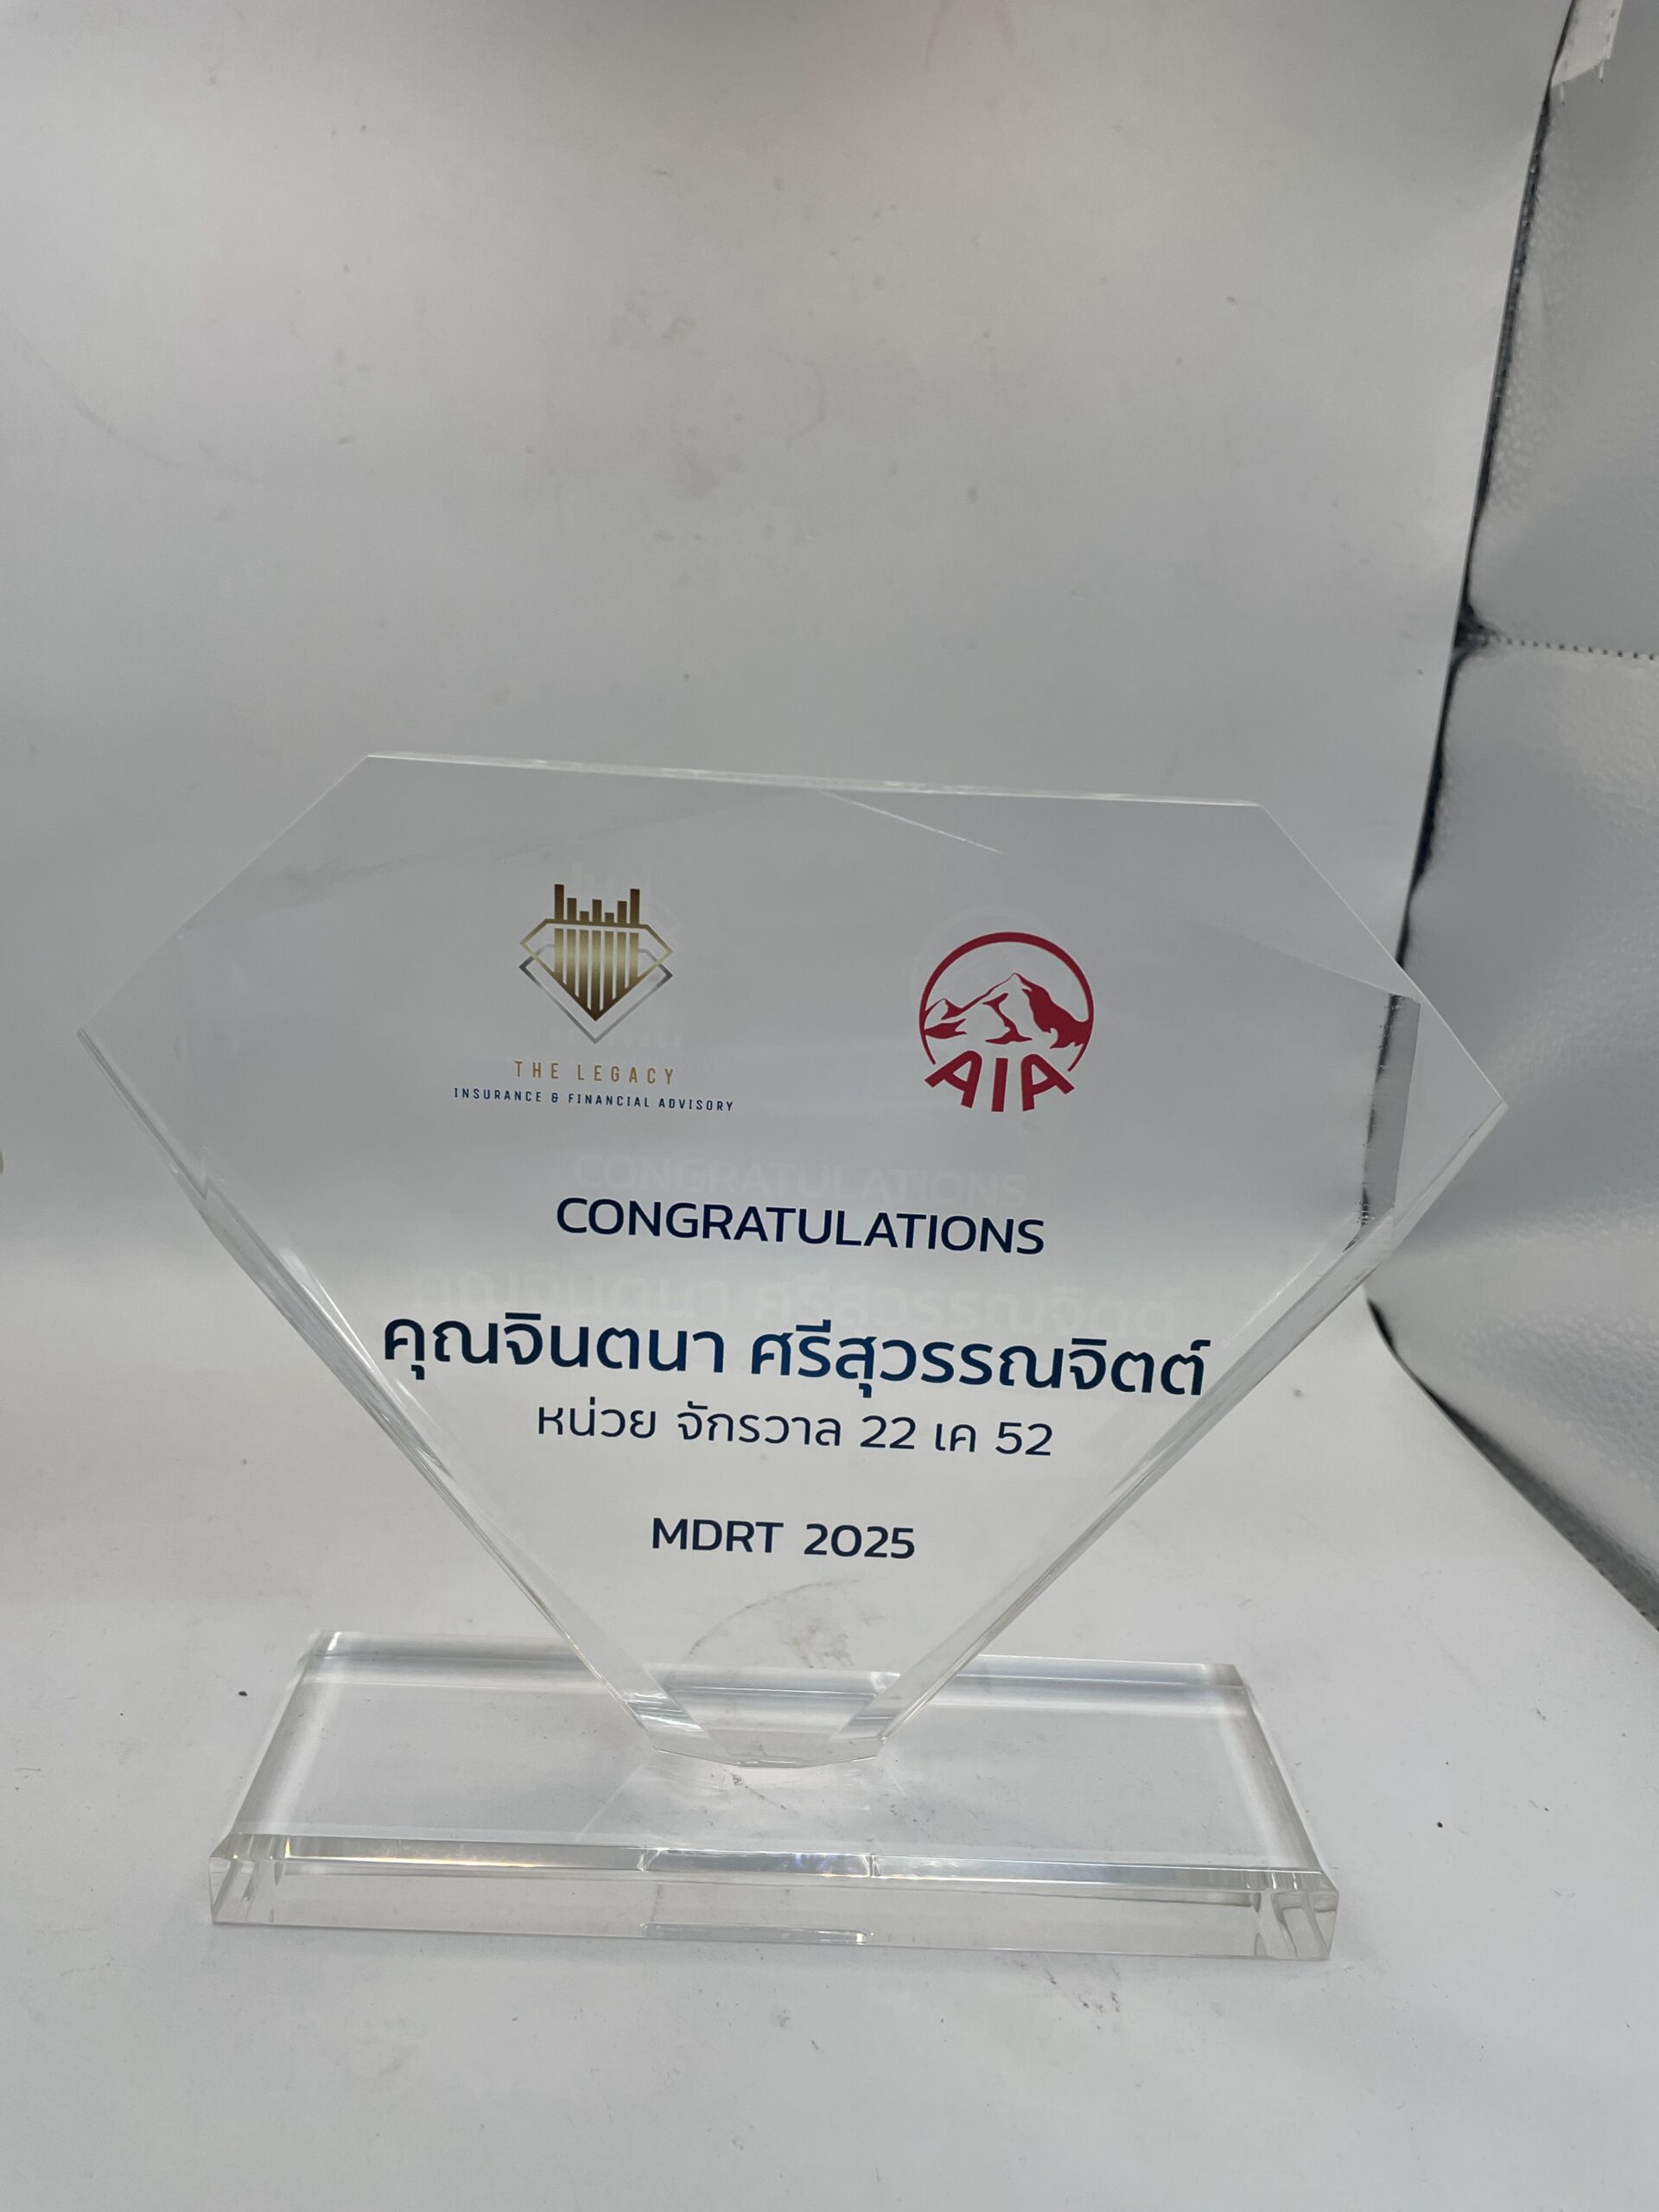 THE LEGACY
INSURANCE & FINANCIAL ADVISORY
AIA
CONGRATULATIONS
คุณจินตนา ศรีสุวรรณจิตต์
หน่วย จักรวาล 22 เค 52
MDRT 2025